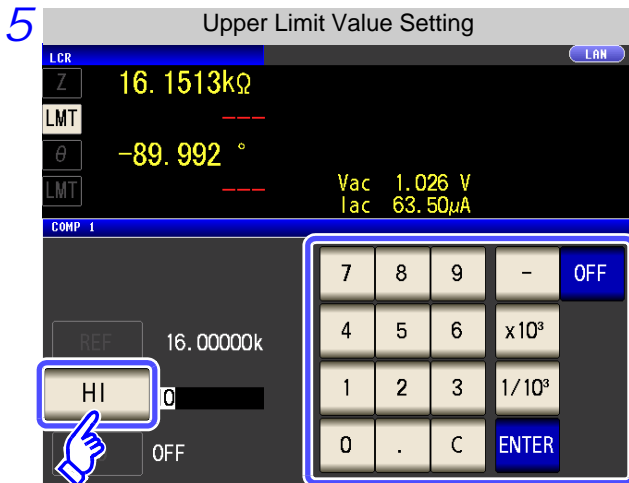 5
Upper Limit Value Setting
LCR
LAN
Z 16.1513kΩ
LMT ---
θ -89.992 °
LMT ---
Vac 1.026 V
Iac 63.50μA
COMP 1
7 8 9 - OFF
REF 16.00000k
4 5 6 x10³
HI 0
1 2 3 1/10³
OFF
0 . C ENTER